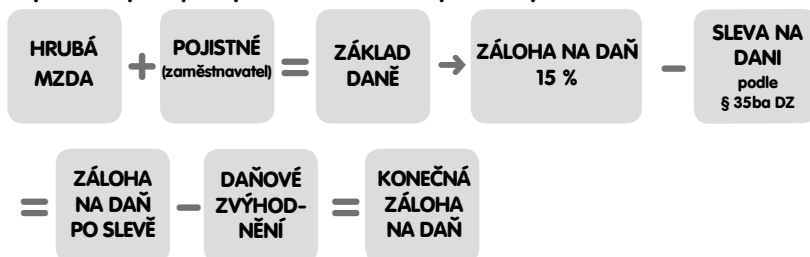 HRUBÁ
MZDA
+
POJISTNÉ
(zaměstnavatel)
=
ZÁKLAD
DANĚ
→
ZÁLOHA NA DAŇ
15 %
−
SLEVA NA
DANI
podle
§ 35ba DZ
=
ZÁLOHA
NA DAŇ
PO SLEVĚ
−
DAŇOVÉ
ZVÝHOD-
NĚNÍ
=
KONEČNÁ
ZÁLOHA
NA DAŇ